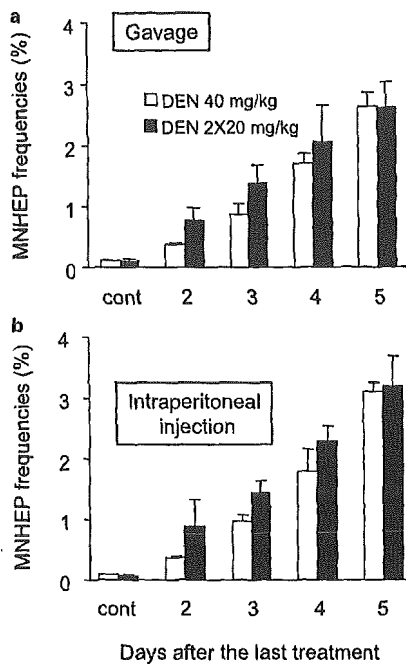 a
Gavage
DEN 40 mg/kg
DEN 2X20 mg/kg
MNHEP frequencies (%)
4
3
2
1
0
cont 2 3 4 5
b
Intraperitoneal
injection
MNHEP frequencies (%)
4
3
2
1
0
cont 2 3 4 5
Days after the last treatment